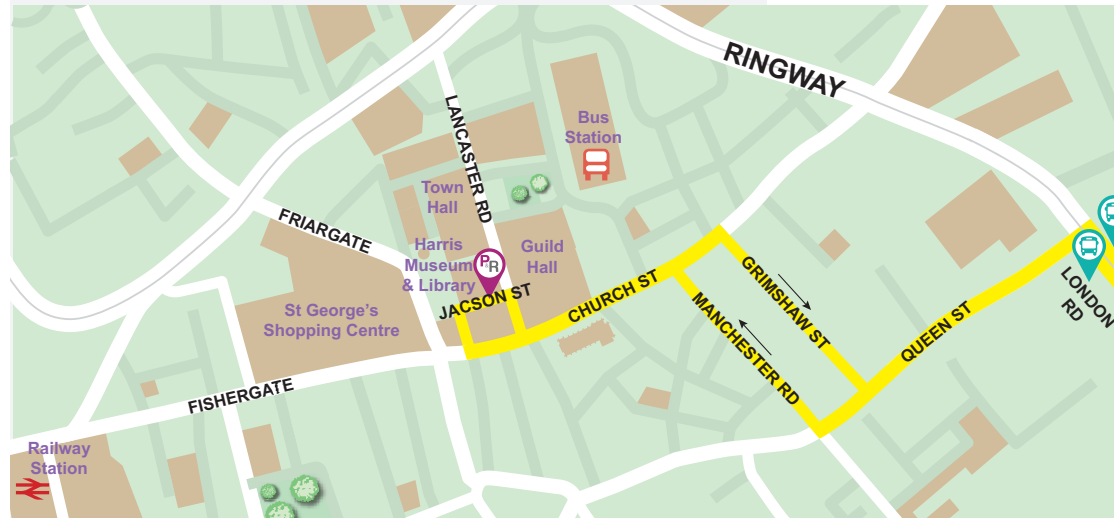 RINGWAY
LANCASTER RD
Bus
Station
Town
Hall
FRIARGATE
Harris
Museum
& Library
P
R
Guild
Hall
JACSON ST
St George's
Shopping Centre
CHURCH ST
GRIMSHAW ST
MANCHESTER RD
QUEEN ST
LONDON
RD
FISHERGATE
Railway
Station